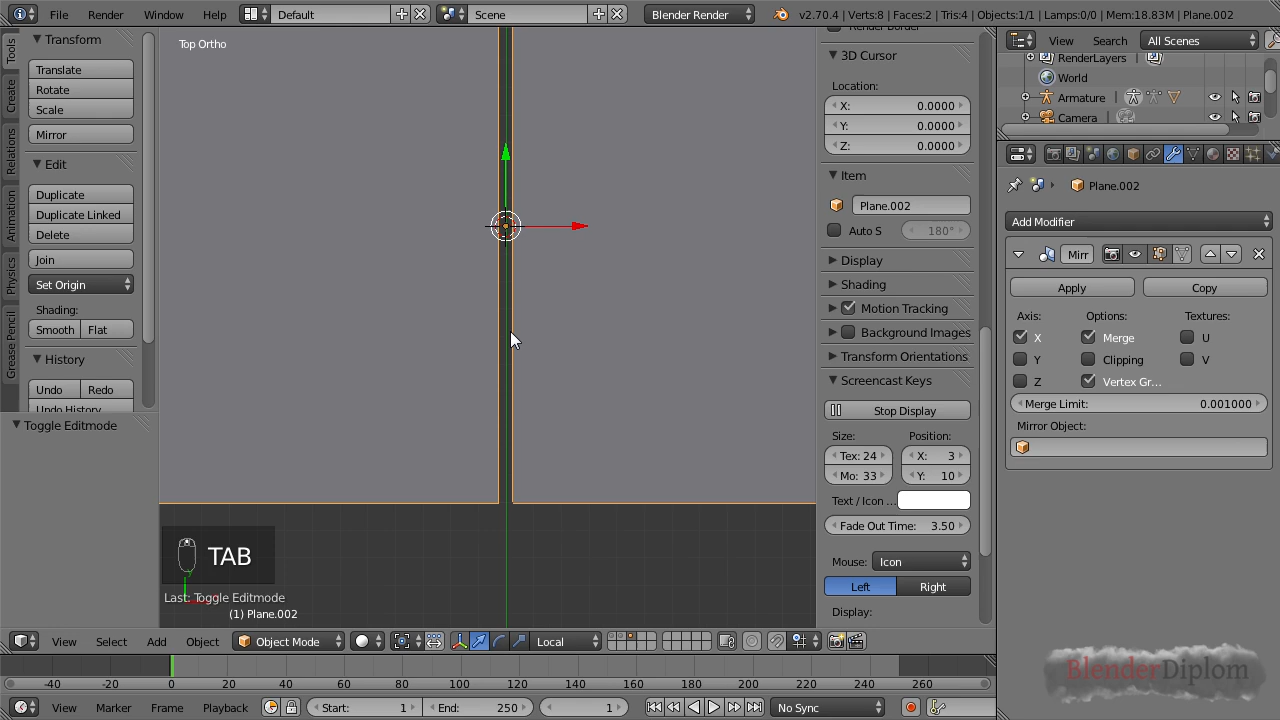 File Render Window Help Default Scene Blender Render v2.70.4 | Verts:8 | Faces:2 | Tris:4 | Objects:1/1 | Lamps:0/0 | Mem:18.83M | Plane.002
Tools
Create
Relations
Animation
Physics
Grease Pencil
Transform
Translate
Rotate
Scale
Mirror
Edit
Duplicate
Duplicate Linked
Delete
Join
Set Origin
Shading:
Smooth Flat
History
Undo Redo
Undo History
Toggle Editmode
Top Ortho
TAB
Last: Toggle Editmode
(1) Plane.002
Render Border
3D Cursor
Location:
X: 0.0000
Y: 0.0000
Z: 0.0000
Item
Plane.002
Auto S 180°
Display
Shading
Motion Tracking
Background Images
Transform Orientations
Screencast Keys
Stop Display
Size: Position:
Tex: 24 X: 3
Mo: 33 Y: 10
Text / Icon ...
Fade Out Time: 3.50
Mouse: Icon
Left Right
Display:
View Search All Scenes
RenderLayers
World
Armature
Camera
Plane.002
Add Modifier
Mirr
Apply Copy
Axis: Options: Textures:
X Merge U
Y Clipping V
Z Vertex Gr...
Merge Limit: 0.001000
Mirror Object:
View Select Add Object Object Mode Local
-40 -20 0 20 40 60 80 100 120 140 160 180 200 220 240 260
View Marker Frame Playback Start: 1 End: 250 1 No Sync
BlenderDiplom